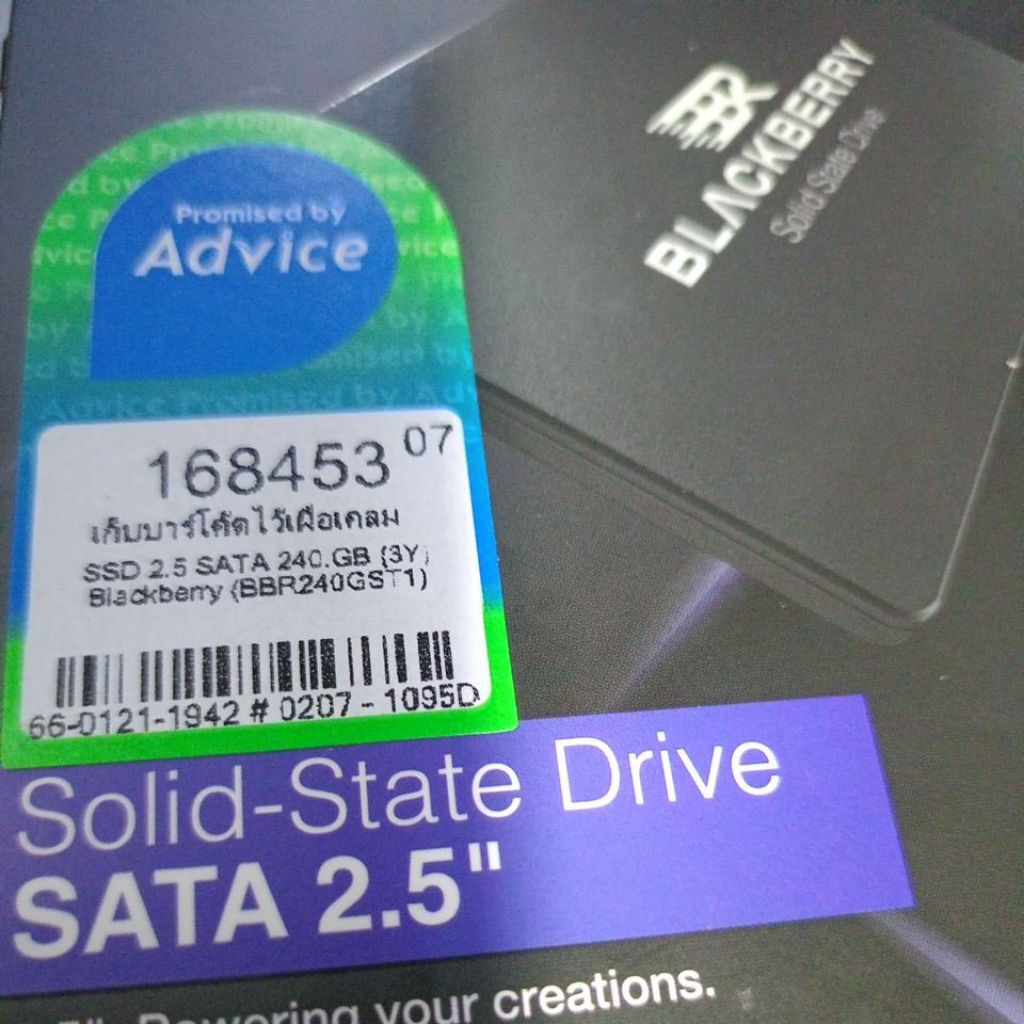 BLACKBERRY
Solid State Drive
Promised by
Advice
168453 07
เก็บบาร์โค้ดไว้เผื่อเคลม
SSD 2.5 SATA 240.GB (3Y)
Blackberry (BBR240GST1)
66-0121-1942 # 0207 - 1095D
Solid-State Drive
SATA 2.5"
Powering your creations.